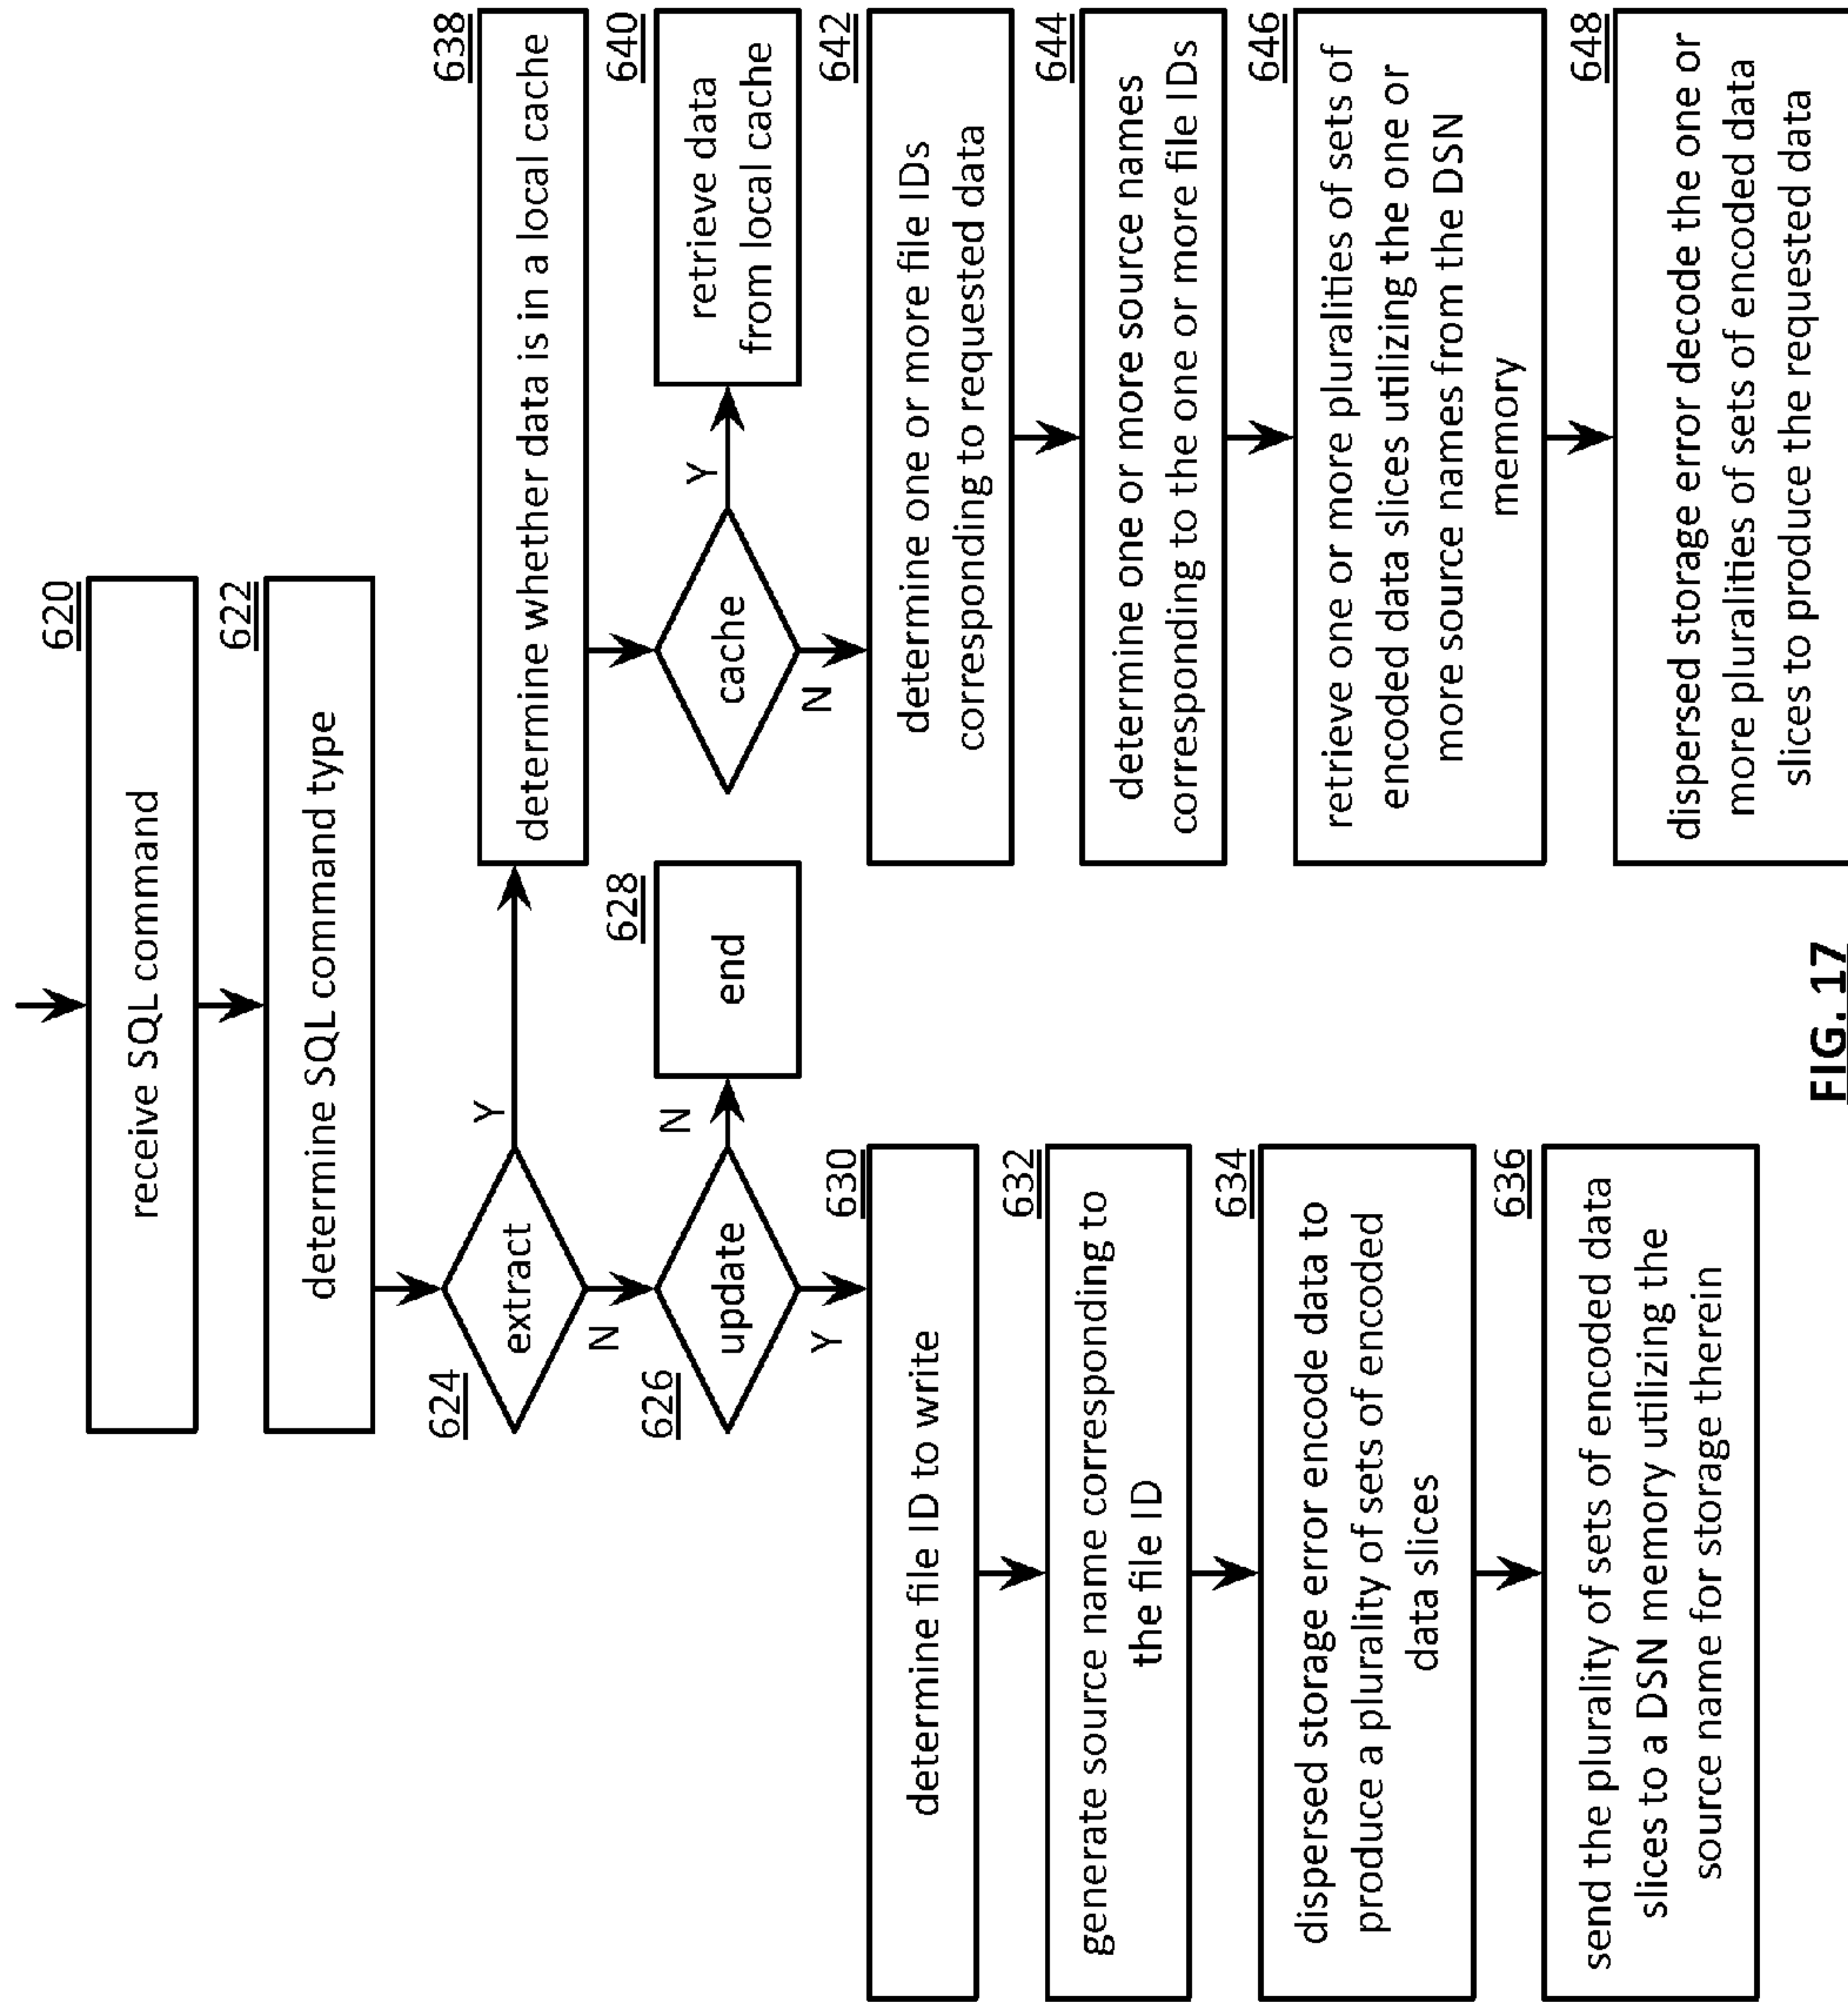 620
receive SQL command
622
determine SQL command type
624
extract
Y
N
626
update
N
Y
628
end
630
determine file ID to write
632
generate source name corresponding to
the file ID
634
dispersed storage error encode data to
produce a plurality of sets of encoded
data slices
636
send the plurality of sets of encoded data
slices to a DSN memory utilizing the
source name for storage therein
638
determine whether data is in a local cache
cache
Y
N
640
retrieve data
from local cache
642
determine one or more file IDs
corresponding to requested data
644
determine one or more source names
corresponding to the one or more file IDs
646
retrieve one or more pluralities of sets of
encoded data slices utilizing the one or
more source names from the DSN
memory
648
dispersed storage error decode the one or
more pluralities of sets of encoded data
slices to produce the requested data
FIG. 17